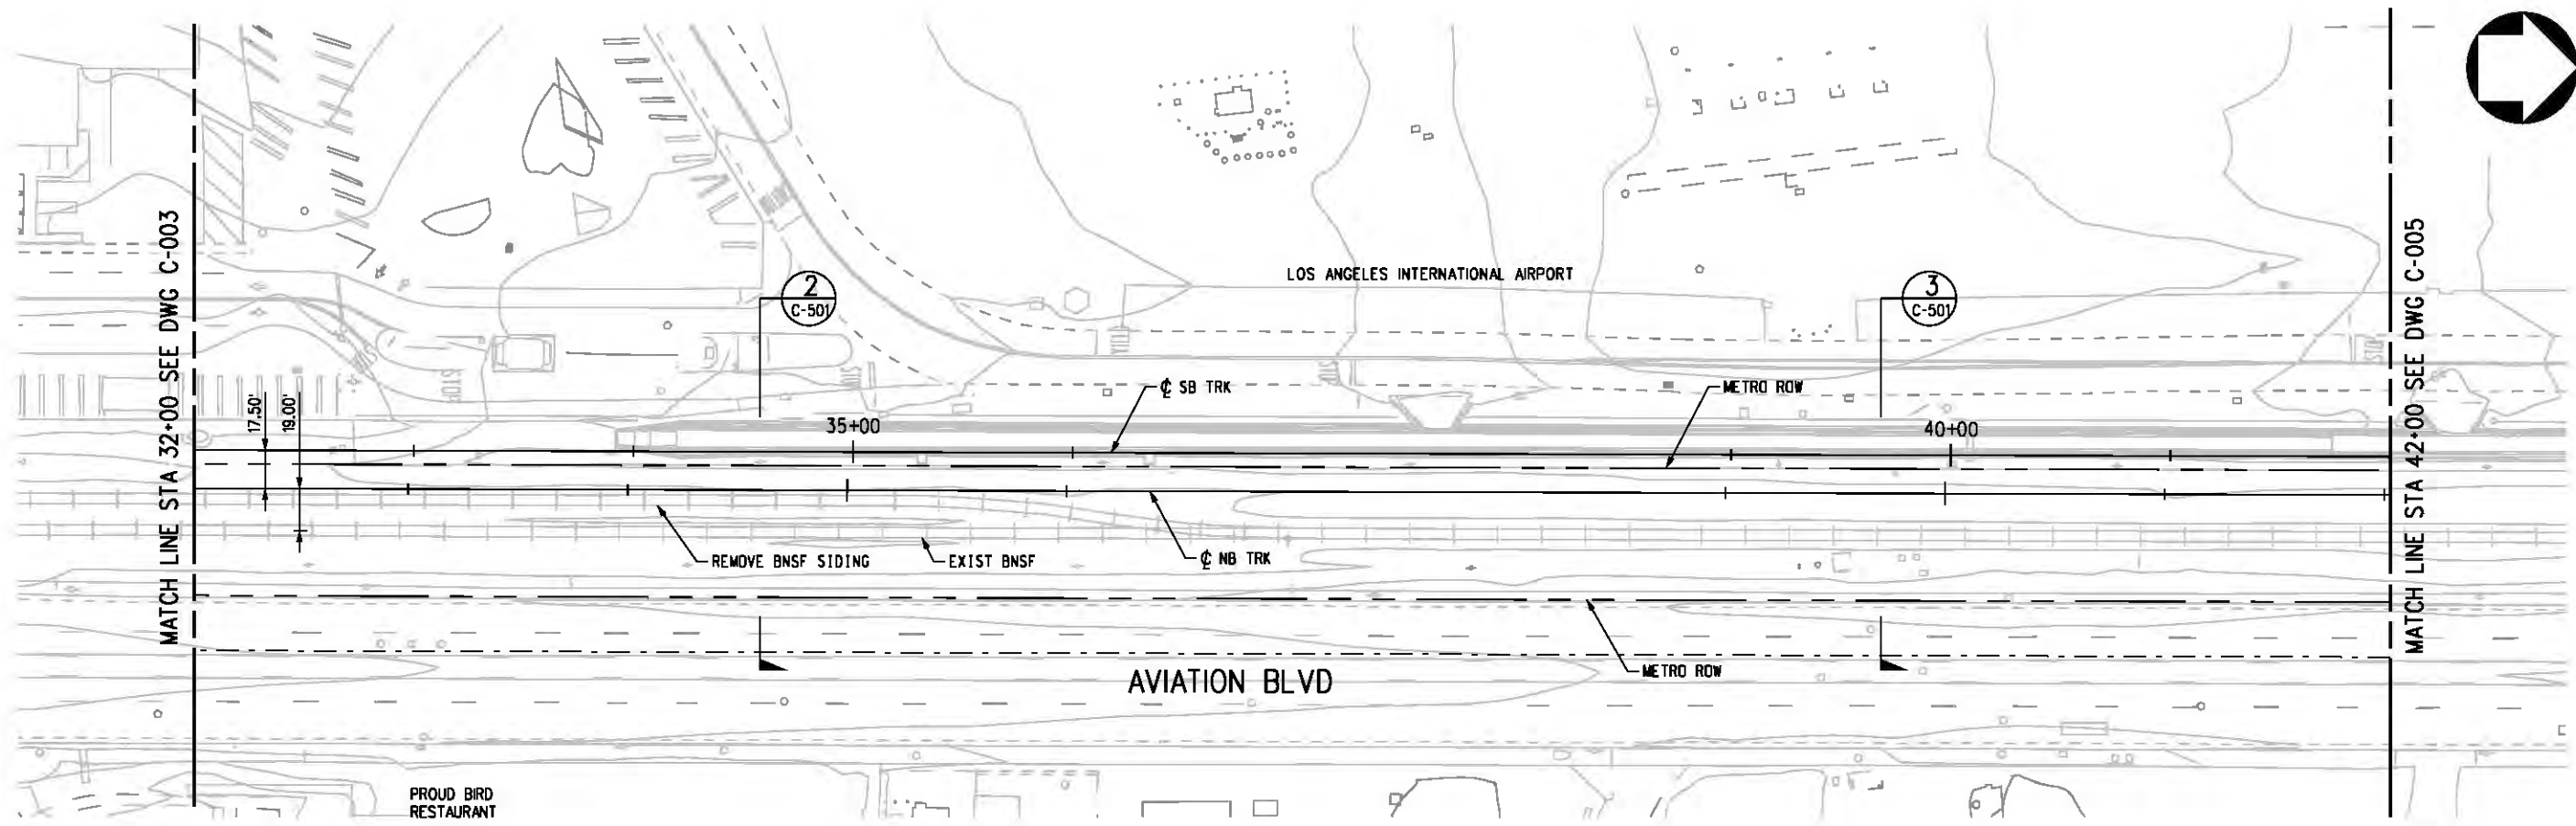 MATCH LINE STA 32+00 SEE DWG C-003
17.50'
19.00'
2
C-501
LOS ANGELES INTERNATIONAL AIRPORT
3
C-501
℄ SB TRK
METRO ROW
35+00
40+00
REMOVE BNSF SIDING
EXIST BNSF
℄ NB TRK
METRO ROW
AVIATION BLVD
PROUD BIRD
RESTAURANT
MATCH LINE STA 42+00 SEE DWG C-005